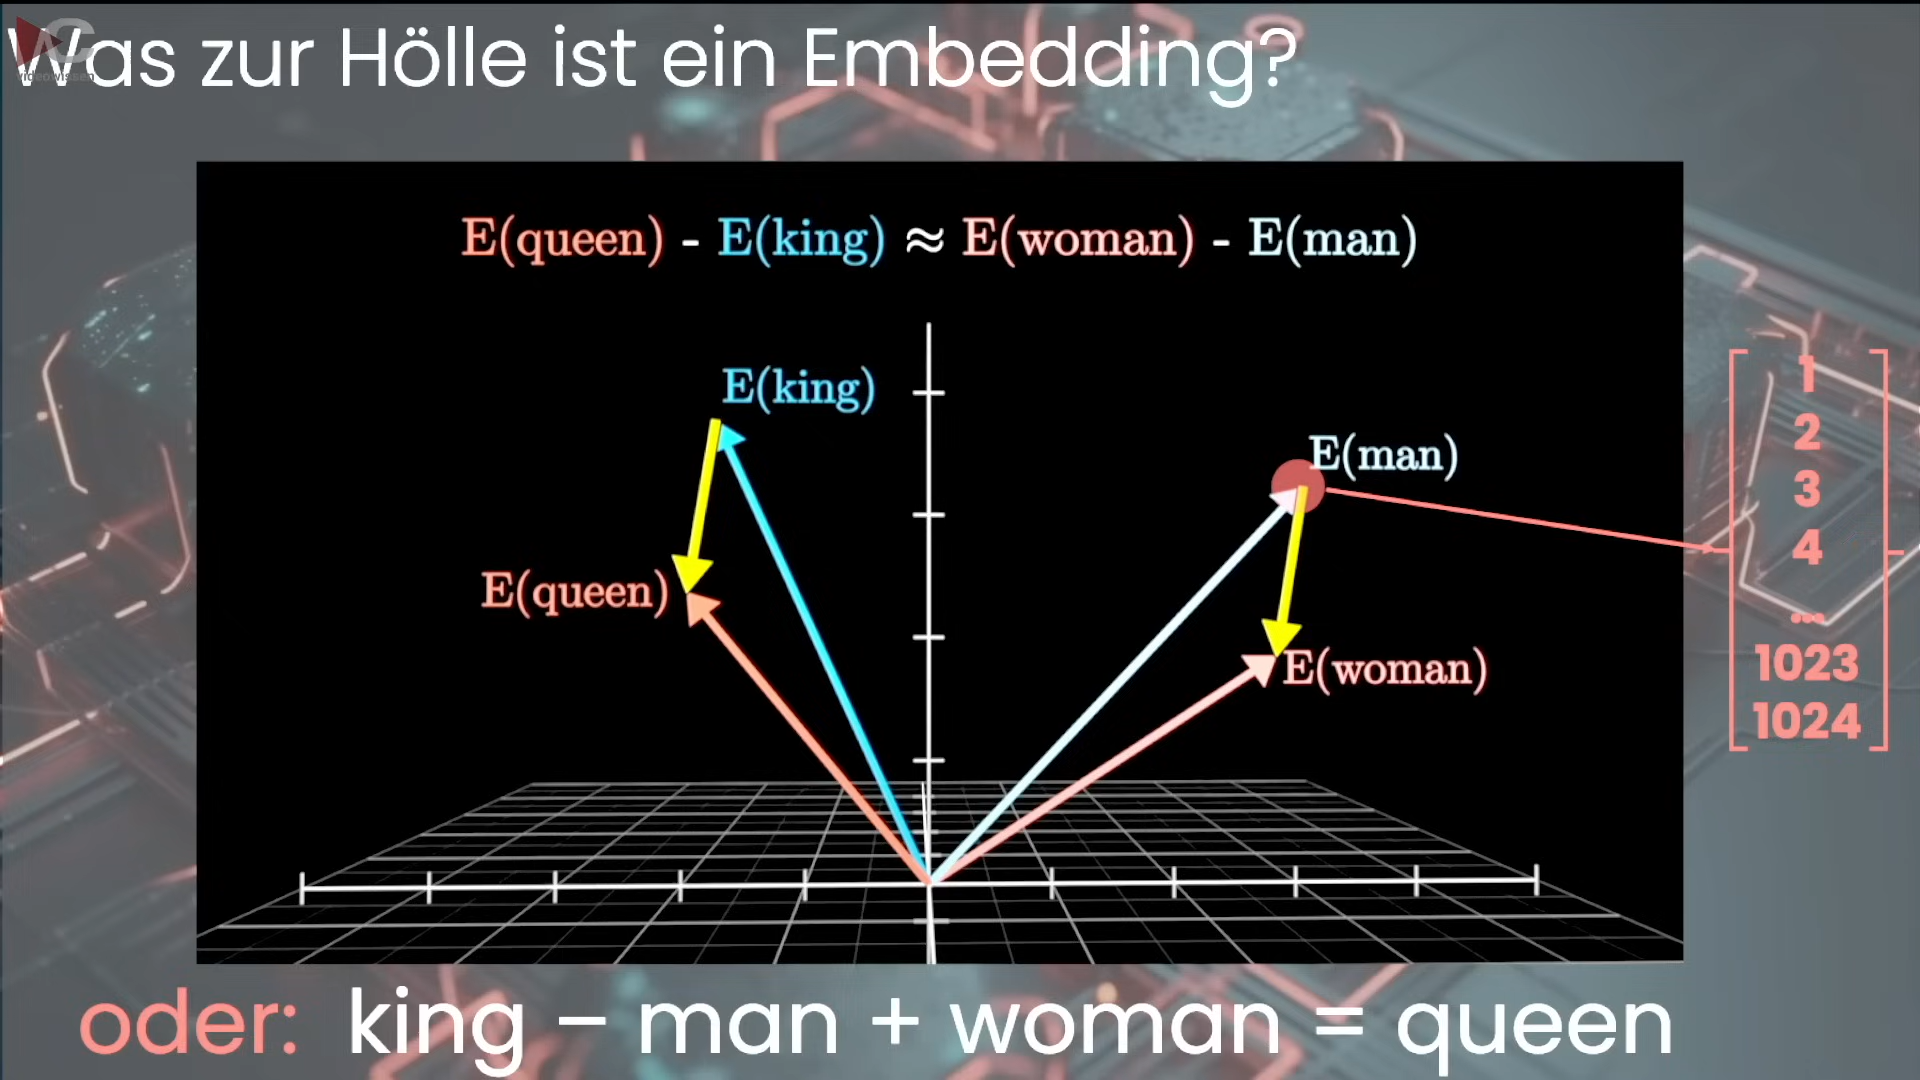 Was zur Hölle ist ein Embedding?
videowissen
E(queen) - E(king) ≈ E(woman) - E(man)
E(king)
E(man)
E(queen)
E(woman)
1
2
3
4
...
1023
1024
oder: king – man + woman = queen